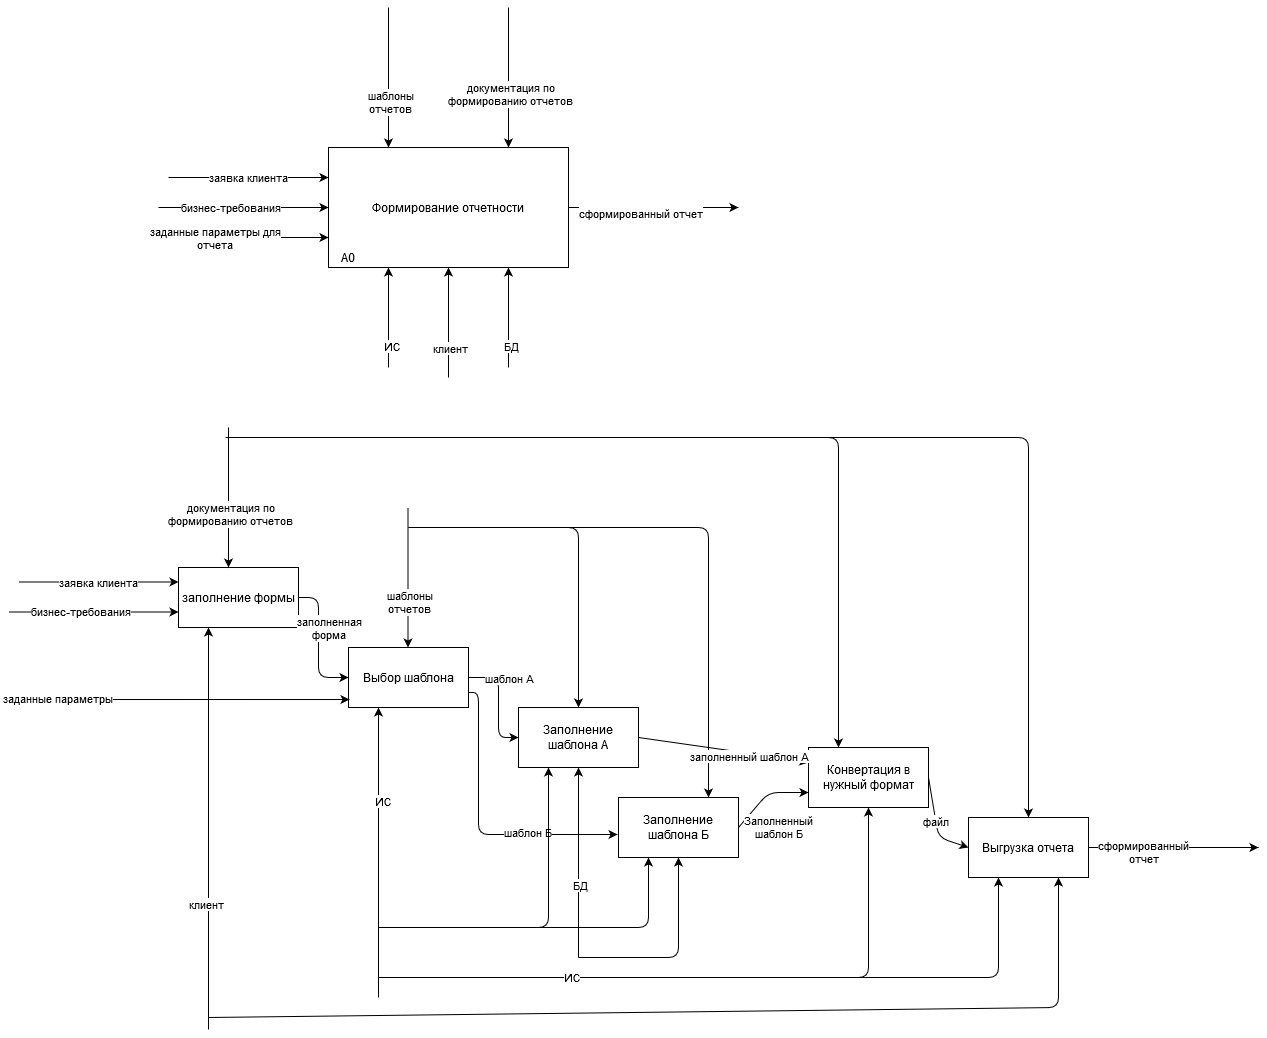 шаблоны
отчетов
документация по
формированию отчетов
заявка клиента
бизнес-требования
заданные параметры для
отчета
Формирование отчетности
А0
сформированный отчет
ИС
клиент
БД
документация по
формированию отчетов
заявка клиента
бизнес-требования
заполнение формы
заполненная
форма
шаблоны
отчетов
заданные параметры
Выбор шаблона
шаблон А
шаблон Б
Заполнение
шаблона А
заполненный шаблон А
Заполнение
шаблона Б
Заполненный
шаблон Б
Конвертация в
нужный формат
файл
Выгрузка отчета
сформированный
отчет
ИС
БД
клиент
ИС